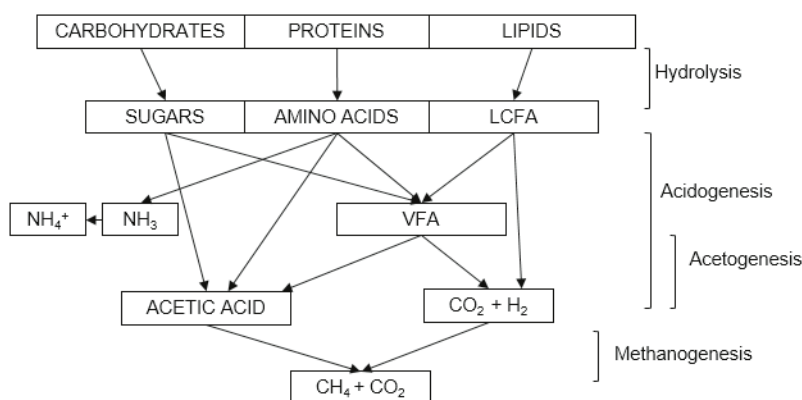 CARBOHYDRATES PROTEINS LIPIDS
Hydrolysis
SUGARS AMINO ACIDS LCFA
Acidogenesis
NH₄⁺ NH₃ VFA
Acetogenesis
ACETIC ACID CO₂ + H₂
Methanogenesis
CH₄ + CO₂